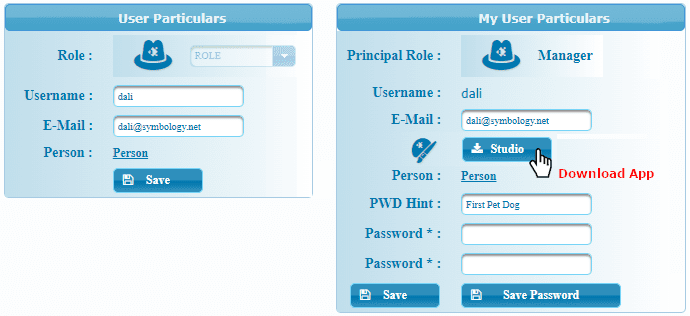 User Particulars
Role :
ROLE
Username :
dali
E-Mail :
dali@symbology.net
Person :
Person
Save
My User Particulars
Principal Role :
Manager
Username :
dali
E-Mail :
dali@symbology.net
Studio
Download App
Person :
Person
PWD Hint :
First Pet Dog
Password * :
Password * :
Save
Save Password